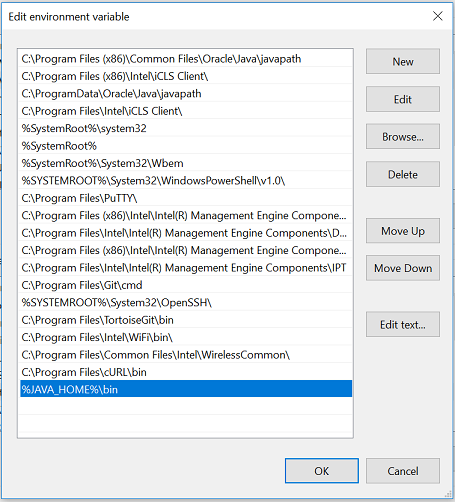 Edit environment variable
C:\Program Files (x86)\Common Files\Oracle\Java\javapath
C:\Program Files (x86)\Intel\iCLS Client\
C:\ProgramData\Oracle\Java\javapath
C:\Program Files\Intel\iCLS Client\
%SystemRoot%\system32
%SystemRoot%
%SystemRoot%\System32\Wbem
%SYSTEMROOT%\System32\WindowsPowerShell\v1.0\
C:\Program Files\PuTTY\
C:\Program Files (x86)\Intel\Intel(R) Management Engine Compone...
C:\Program Files\Intel\Intel(R) Management Engine Components\D...
C:\Program Files (x86)\Intel\Intel(R) Management Engine Compone...
C:\Program Files\Intel\Intel(R) Management Engine Components\IPT
C:\Program Files\Git\cmd
%SYSTEMROOT%\System32\OpenSSH\
C:\Program Files\TortoiseGit\bin
C:\Program Files\Intel\WiFi\bin\
C:\Program Files\Common Files\Intel\WirelessCommon\
C:\Program Files\cURL\bin
%JAVA_HOME%\bin
New
Edit
Browse...
Delete
Move Up
Move Down
Edit text...
OK
Cancel